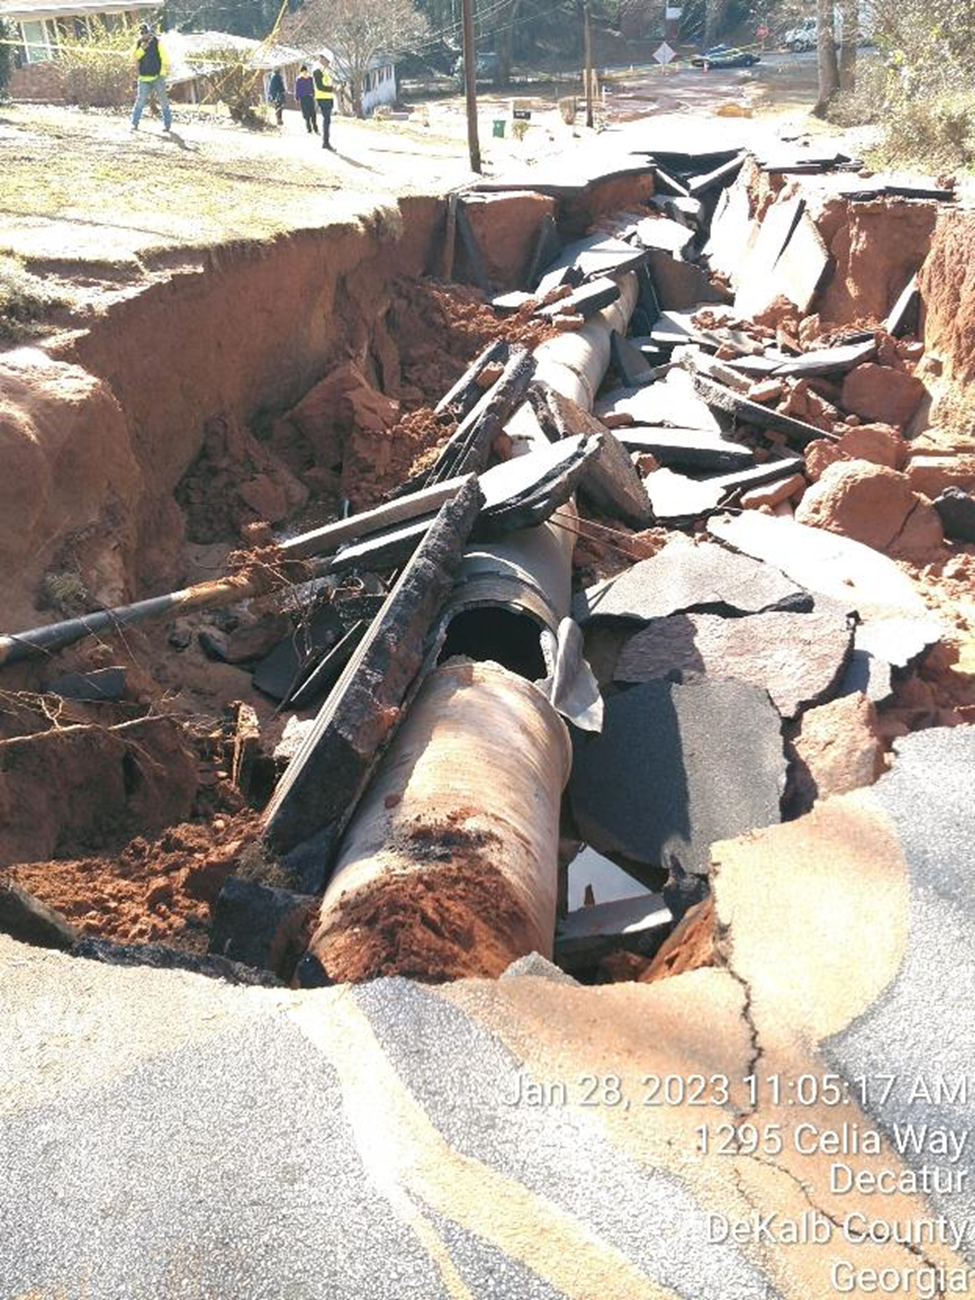 Jan 28, 2023 11:05:17 AM
1295 Celia Way
Decatur
DeKalb County
Georgia